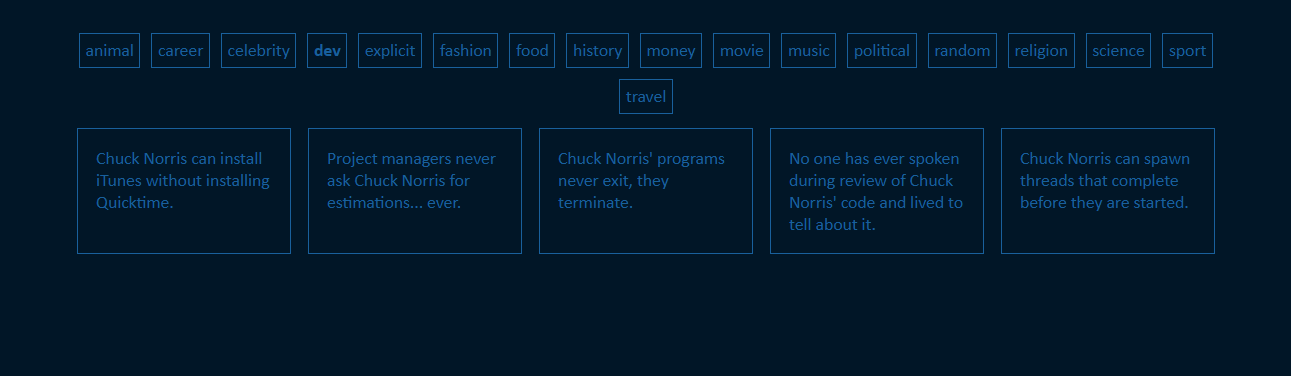 animal career celebrity dev explicit fashion food history money movie music political random religion science sport
travel
Chuck Norris can install
iTunes without installing
Quicktime.
Project managers never
ask Chuck Norris for
estimations... ever.
Chuck Norris' programs
never exit, they
terminate.
No one has ever spoken
during review of Chuck
Norris' code and lived to
tell about it.
Chuck Norris can spawn
threads that complete
before they are started.